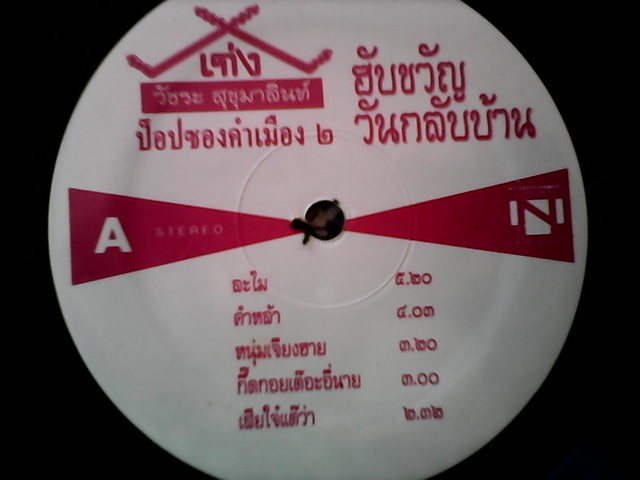 เก่ง
วัชระ สุขุมาลินท์
ป็อปซองคำเมือง ๒
ฮับขวัญ
วันกลับบ้าน
A STEREO
ละไม ๕.๒๐
คำหล้า ๔.๐๓
หนุ่มเจียงฮาย ๓.๒๐
กึ๊ดกอยเต๊อะอี่นาย ๓.๐๐
เสียใจ๋แต๊ว่า ๒.๓๒